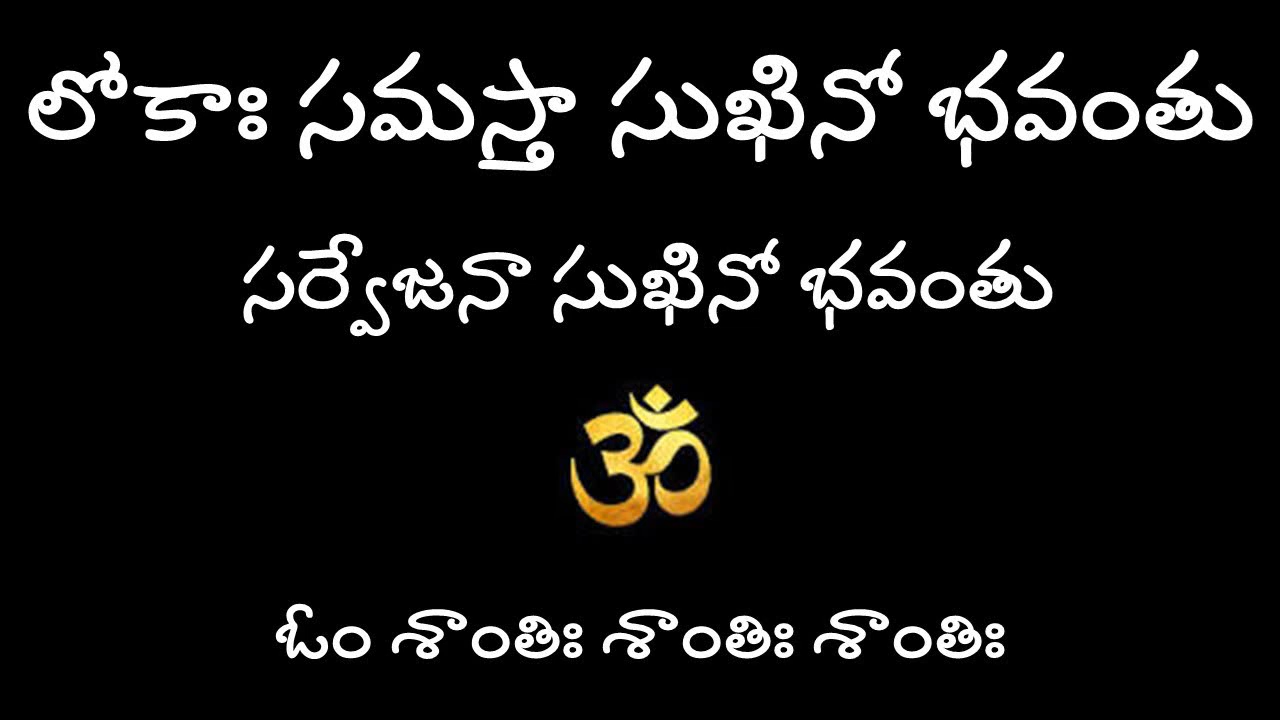 లోకాః సమస్తా సుఖినో భవంతు
సర్వేజనా సుఖినో భవంతు
ॐ
ఓం శాంతిః శాంతిః శాంతిః